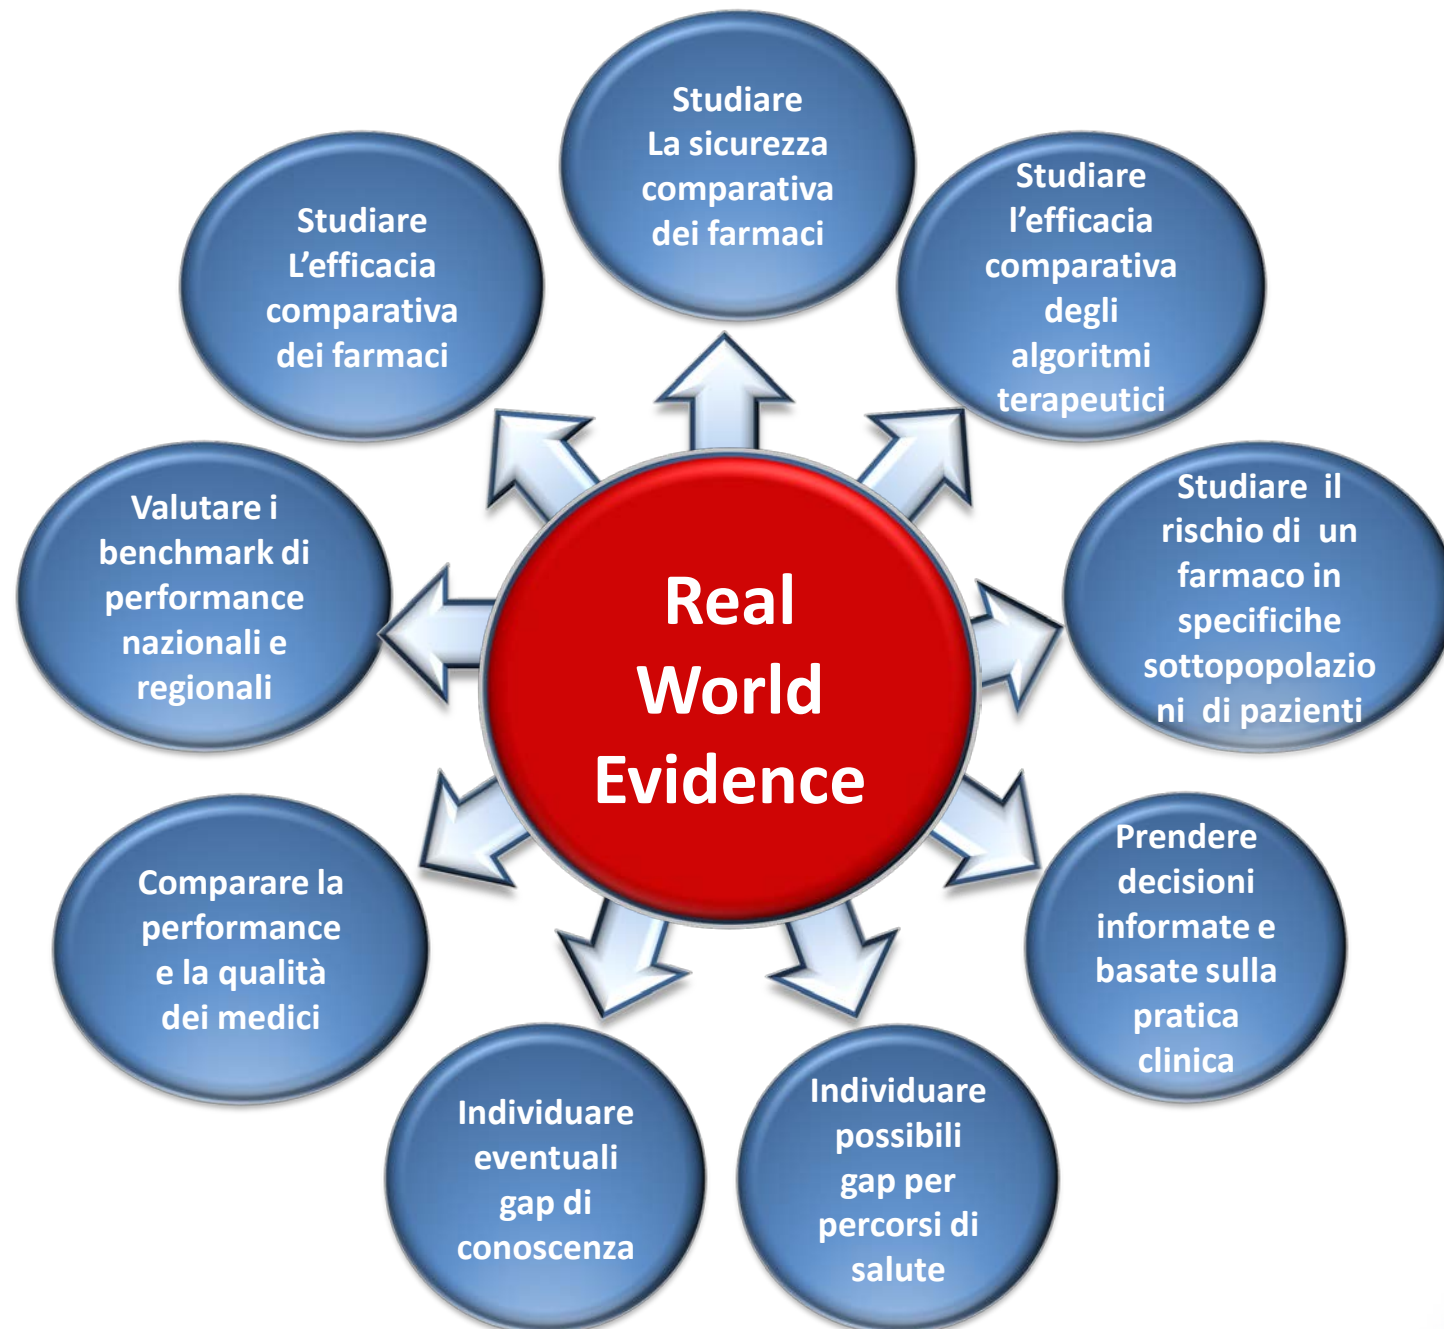 Studiare
La sicurezza
comparativa
dei farmaci
Studiare
L’efficacia
comparativa
dei farmaci
Studiare
l’efficacia
comparativa
degli
algoritmi
terapeutici
Valutare i
benchmark di
performance
nazionali e
regionali
Real
World
Evidence
Studiare il
rischio di un
farmaco in
specificihe
sottopopolazio
ni di pazienti
Comparare la
performance
e la qualità
dei medici
Prendere
decisioni
informate e
basate sulla
pratica
clinica
Individuare
eventuali
gap di
conoscenza
Individuare
possibili
gap per
percorsi di
salute